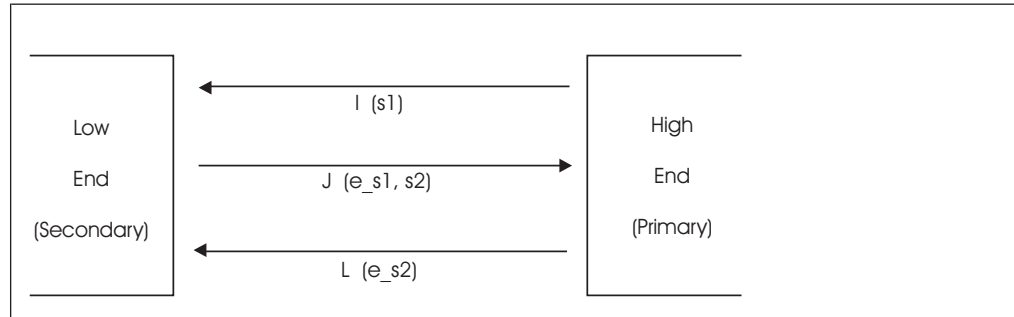 Low
End
(Secondary)
I (s1)
J (e_s1, s2)
L (e_s2)
High
End
(Primary)